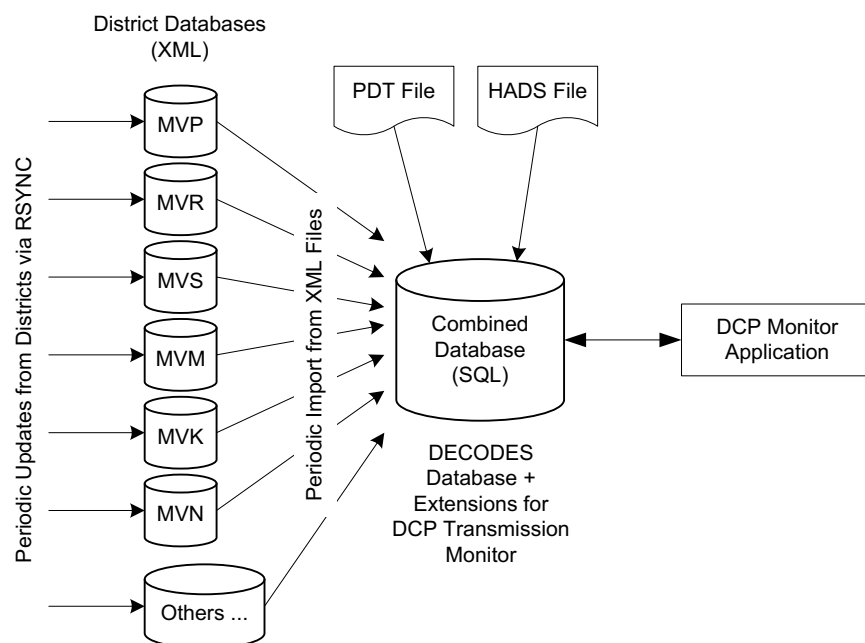 District Databases
(XML)
PDT File
HADS File
MVP
MVR
MVS
MVM
MVK
MVN
Others ...
Periodic Updates from Districts via RSYNC
Periodic Import from XML Files
Combined
Database
(SQL)
DCP Monitor
Application
DECODES
Database +
Extensions for
DCP Transmission
Monitor